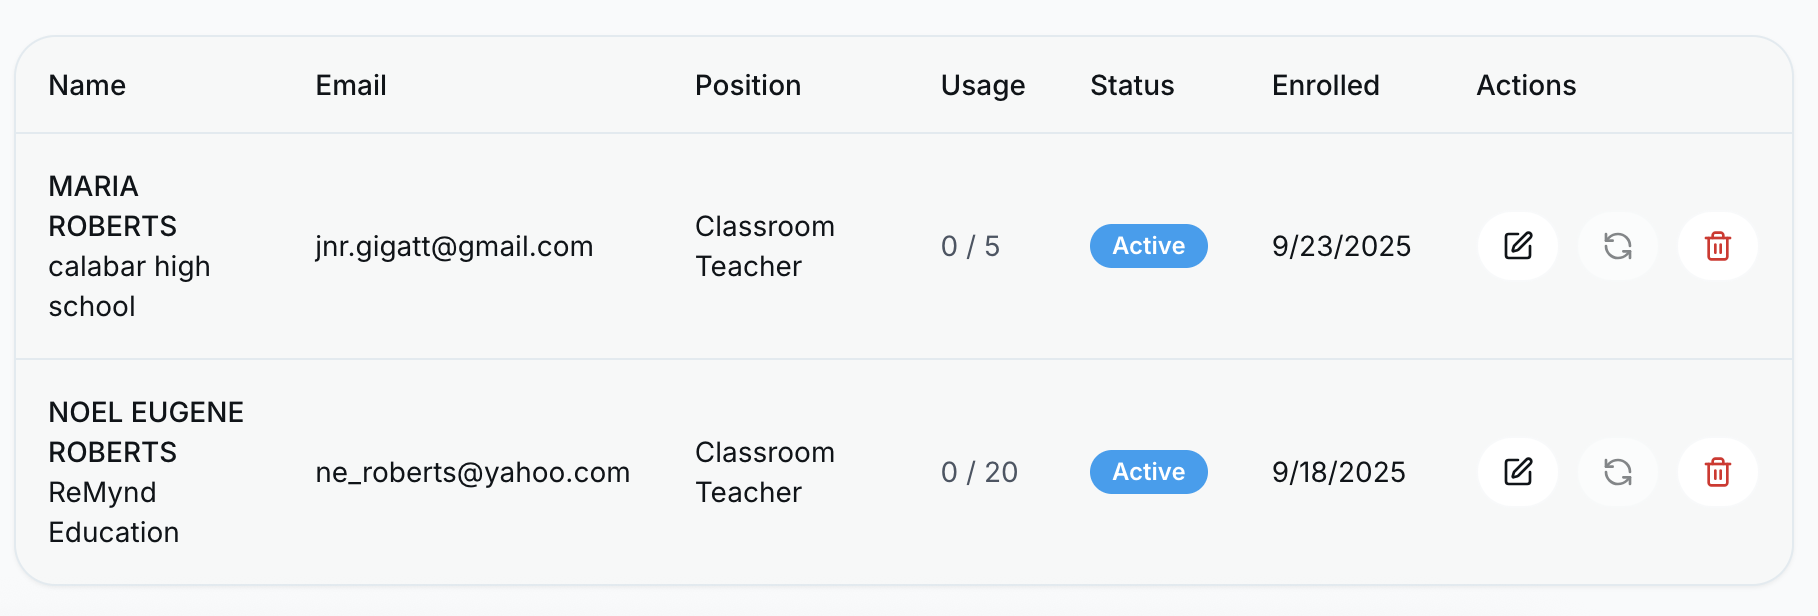 Name Email Position Usage Status Enrolled Actions
MARIA
ROBERTS
calabar high
school
jnr.gigatt@gmail.com
Classroom
Teacher
0 / 5
Active
9/23/2025
NOEL EUGENE
ROBERTS
ReMynd
Education
ne_roberts@yahoo.com
Classroom
Teacher
0 / 20
Active
9/18/2025